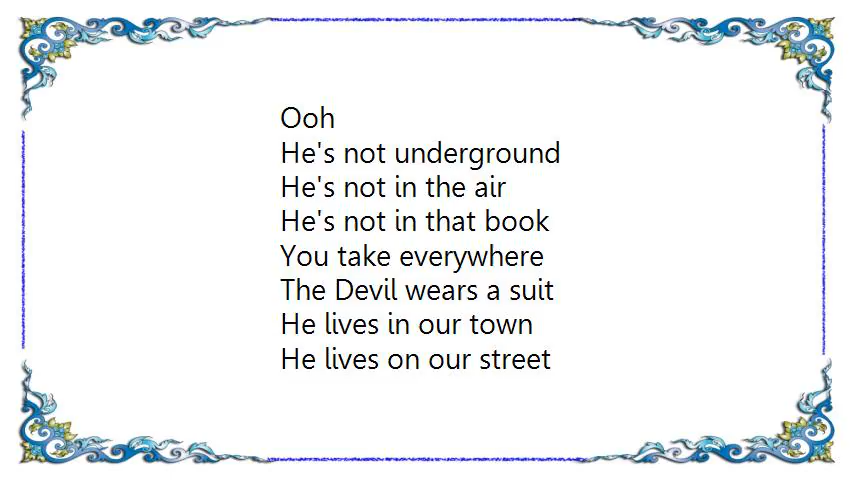 Ooh
He's not underground
He's not in the air
He's not in that book
You take everywhere
The Devil wears a suit
He lives in our town
He lives on our street